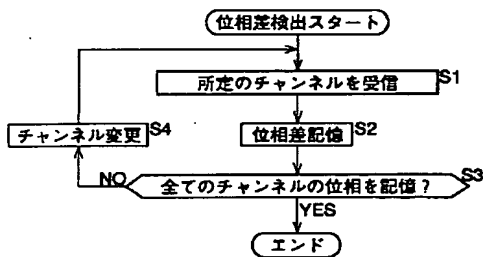 位相差検出スタート
所定のチャンネルを受信
S1
チャンネル変更
S4
位相差記憶
S2
NO
全てのチャンネルの位相を記憶?
S3
YES
エンド